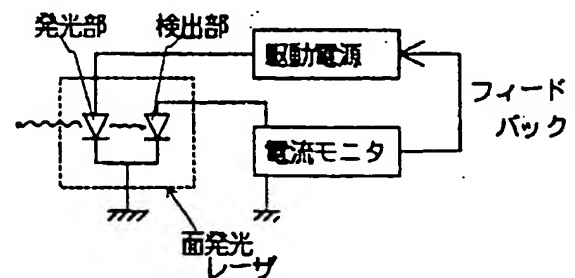 発光部
検出部
駆動電源
フィード
バック
電流モニタ
面発光
レーザ